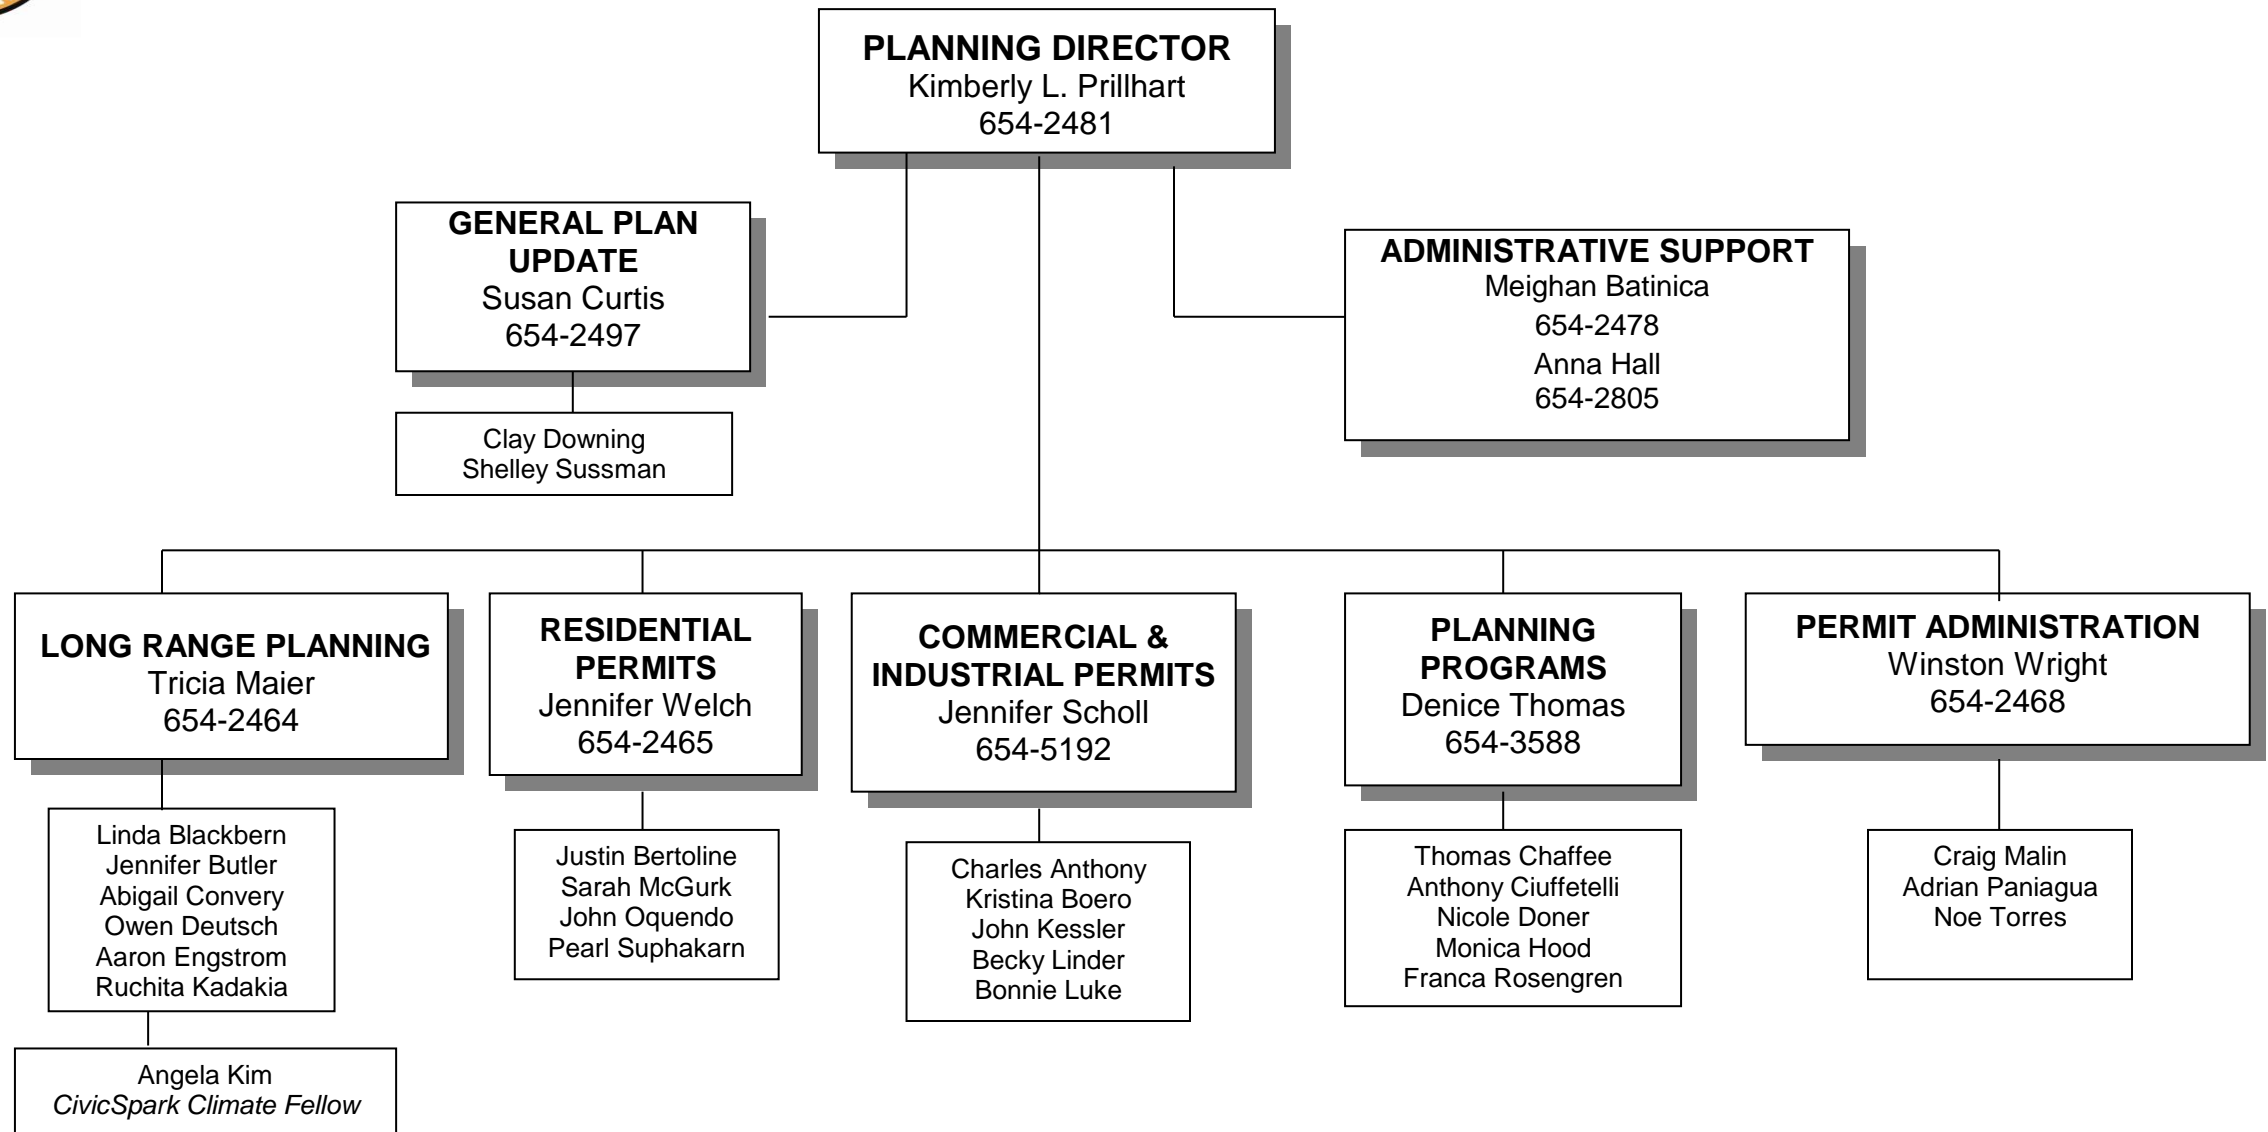 PLANNING DIRECTOR
Kimberly L. Prillhart
654-2481
GENERAL PLAN
UPDATE
Susan Curtis
654-2497
Clay Downing
Shelley Sussman
ADMINISTRATIVE SUPPORT
Meighan Batinica
654-2478
Anna Hall
654-2805
LONG RANGE PLANNING
Tricia Maier
654-2464
Linda Blackbern
Jennifer Butler
Abigail Convery
Owen Deutsch
Aaron Engstrom
Ruchita Kadakia
Angela Kim
CivicSpark Climate Fellow
RESIDENTIAL
PERMITS
Jennifer Welch
654-2465
Justin Bertoline
Sarah McGurk
John Oquendo
Pearl Suphakarn
COMMERCIAL &
INDUSTRIAL PERMITS
Jennifer Scholl
654-5192
Charles Anthony
Kristina Boero
John Kessler
Becky Linder
Bonnie Luke
PLANNING
PROGRAMS
Denice Thomas
654-3588
Thomas Chaffee
Anthony Ciuffetelli
Nicole Doner
Monica Hood
Franca Rosengren
PERMIT ADMINISTRATION
Winston Wright
654-2468
Craig Malin
Adrian Paniagua
Noe Torres